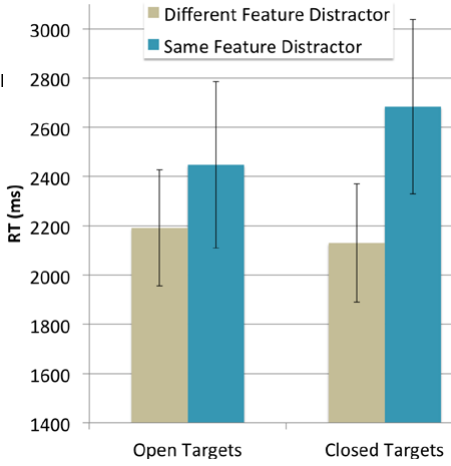 Different Feature Distractor
Same Feature Distractor
3000
2800
2600
2400
2200
2000
1800
1600
1400
RT (ms)
Open Targets
Closed Targets